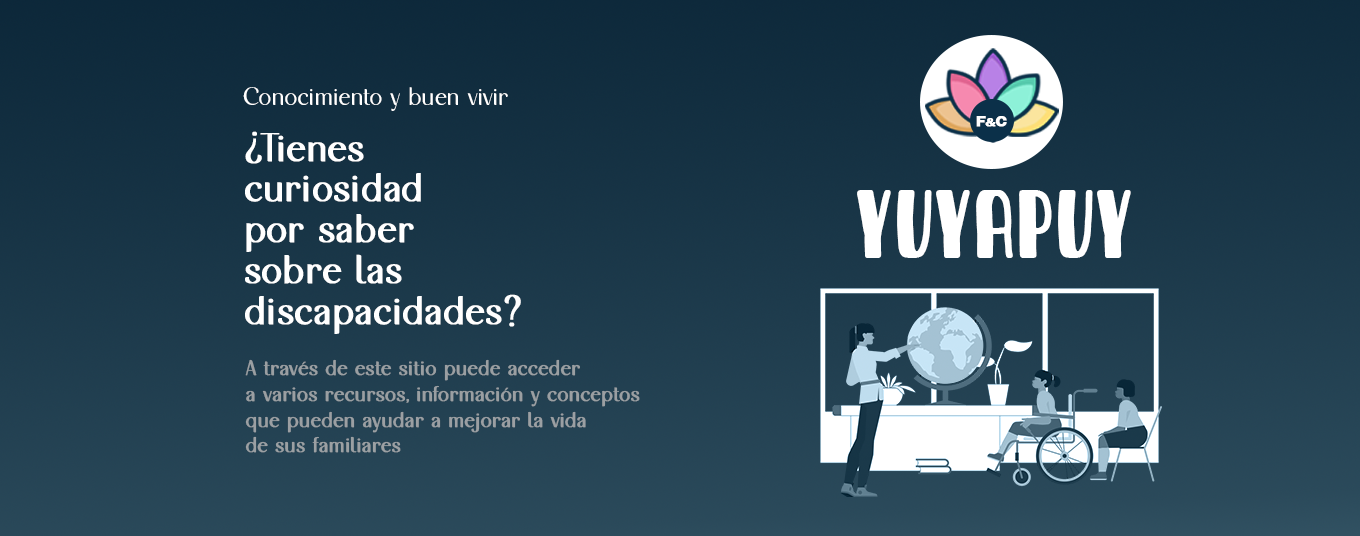 Conocimiento y buen vivir
¿Tienes
curiosidad
por saber
sobre las
discapacidades?
A través de este sitio puede acceder
a varios recursos, información y conceptos
que pueden ayudar a mejorar la vida
de sus familiares
F&C
YUYAPUY